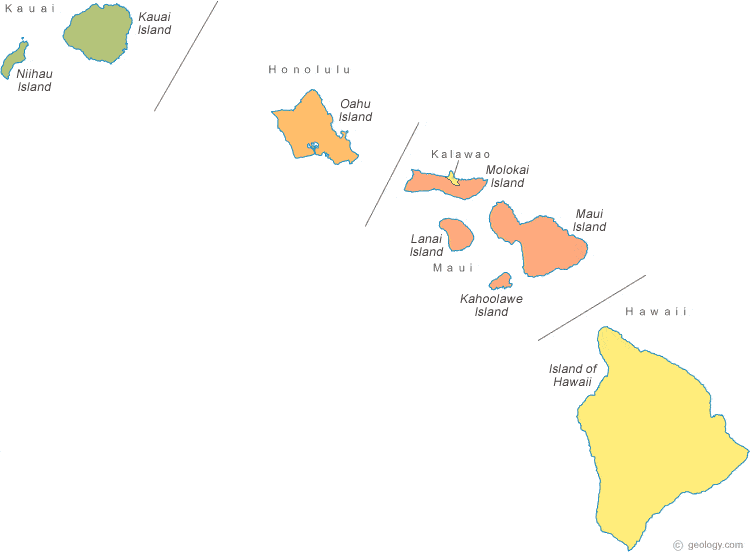 Kauai
Kauai
Island
Niihau
Island
Honolulu
Oahu
Island
Kalawao
Molokai
Island
Maui
Island
Lanai
Island
Maui
Kahoolawe
Island
Hawaii
Island of
Hawaii
© geology.com